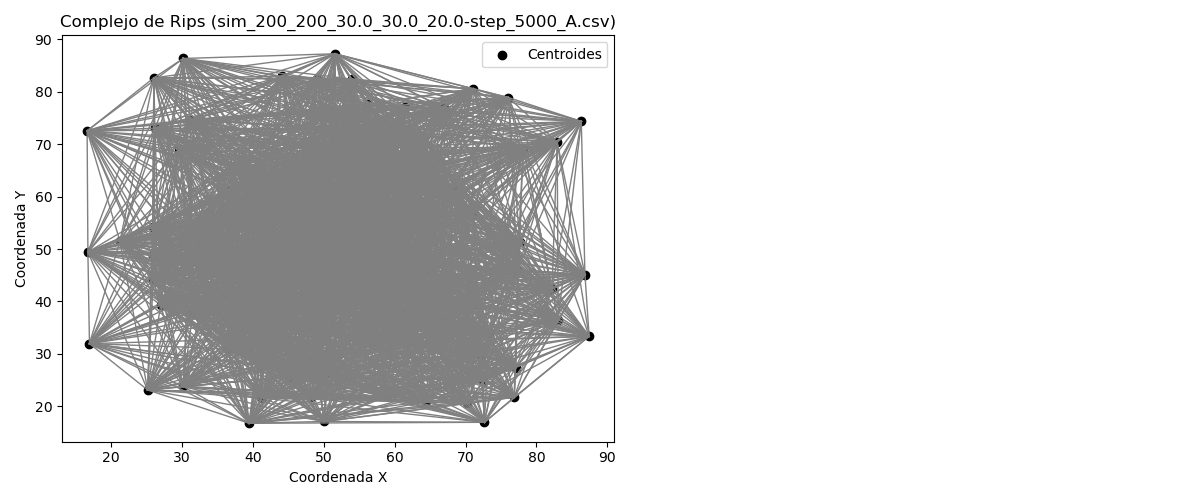 Complejo de Rips (sim_200_200_30.0_30.0_20.0-step_5000_A.csv)
Centroides
90
80
70
60
50
40
30
20
Coordenada Y
20 30 40 50 60 70 80 90
Coordenada X